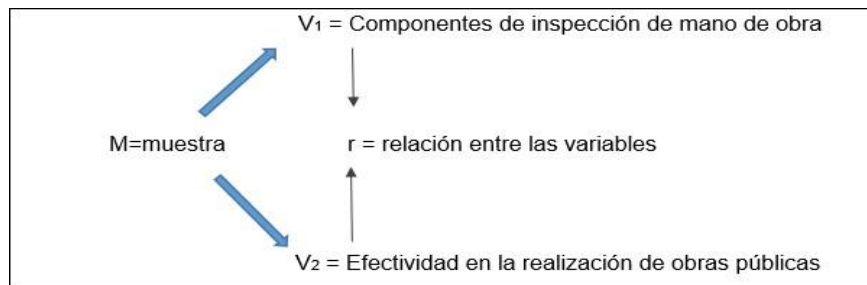 V₁ = Componentes de inspección de mano de obra
M=muestra
r = relación entre las variables
V₂ = Efectividad en la realización de obras públicas